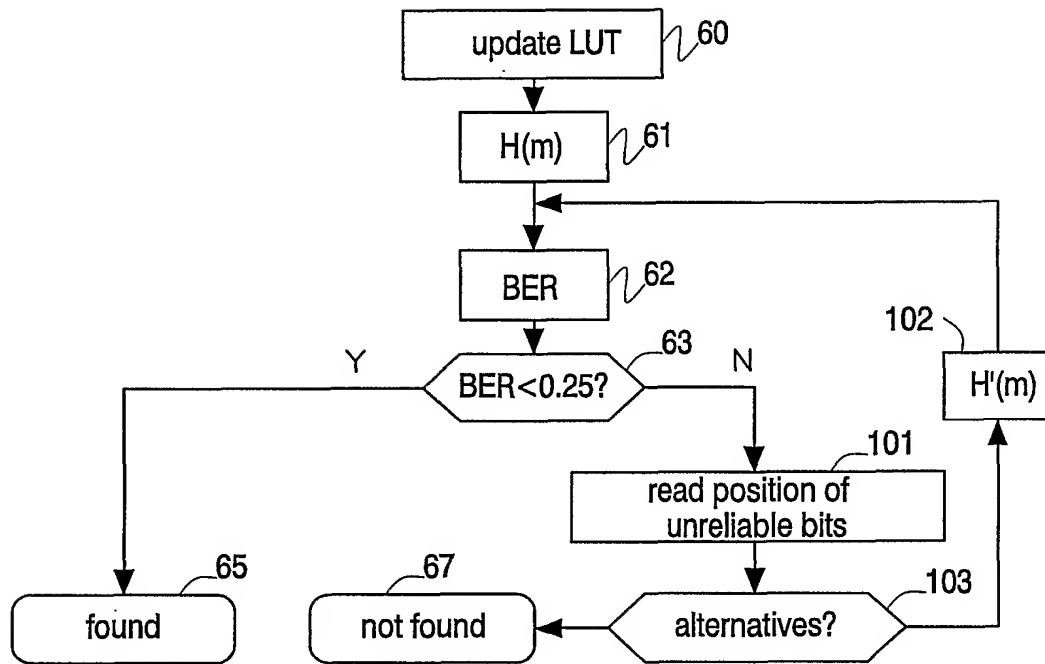 update LUT
60
H(m)
61
BER
62
102
Y
BER<0.25?
63
N
H'(m)
101
read position of
unreliable bits
65
found
67
not found
alternatives?
103